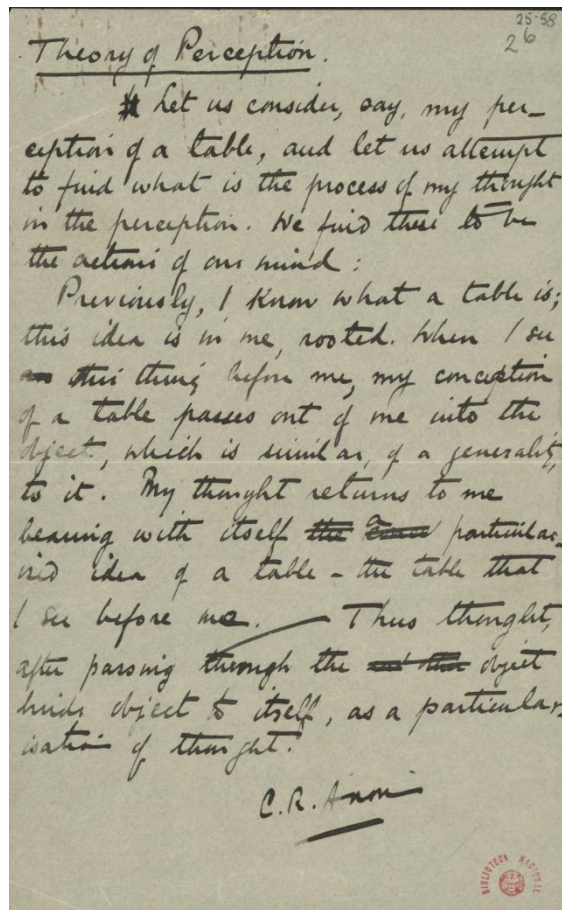 25-58
26
Theory of Perception.
Let us consider, say, my per-
ception of a table, and let us attempt
to find what is the process of my thought
in the perception. We find these to be
the actions of our mind:
Previously, I know what a table is;
this idea is in me, rooted. When I see
this thing before me, my conception
of a table passes out of me into the
object, which is similar, of a generality,
to it. My thought returns to me
bearing with itself the particular-
ized idea of a table - the table that
I see before me. — Thus thought,
after passing through the object
binds object to itself, as a particular-
isation of thought.
C.R. Anon
BIBLIOTECA NACIONAL